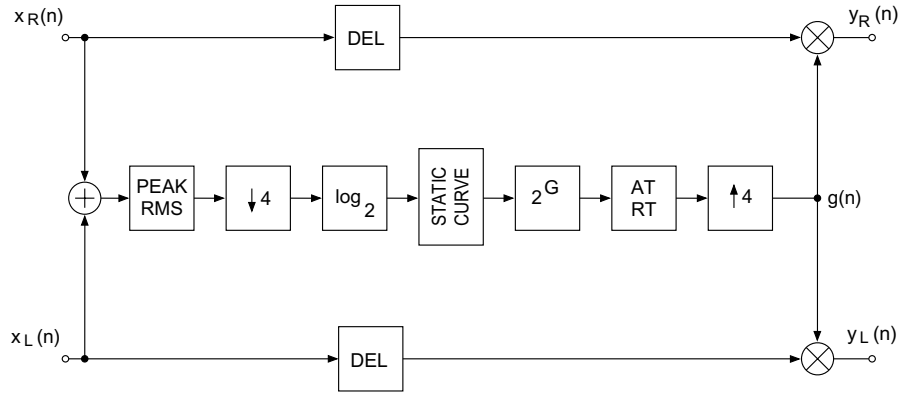 x_R(n)
y_R(n)
DEL
PEAK
RMS
↓4
log_2
STATIC
CURVE
2^G
AT
RT
↑4
g(n)
x_L(n)
y_L(n)
DEL